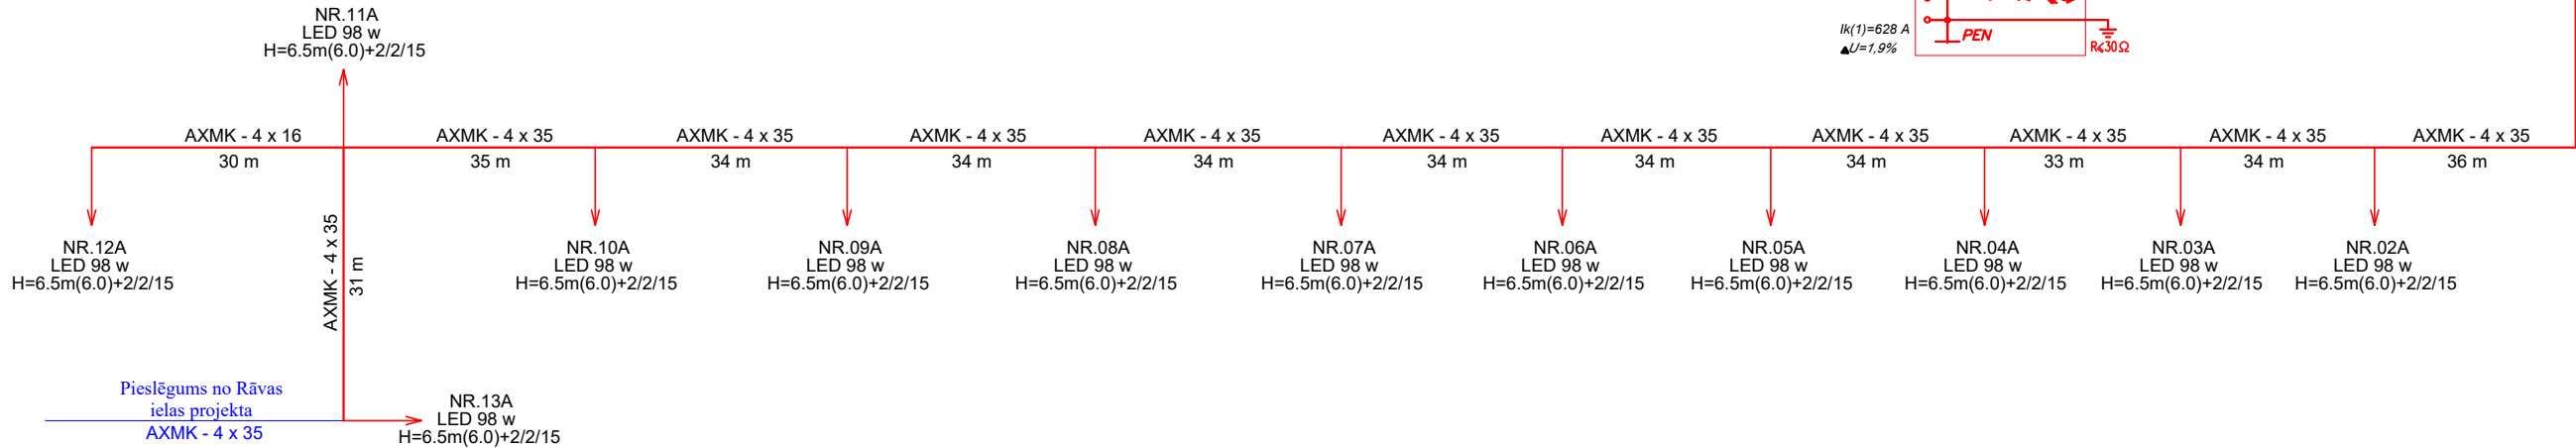 NR.11A
LED 98 w
H=6.5m(6.0)+2/2/15
Ik(1)=628 A
▲U=1,9%
PEN
R≤30Ω
AXMK - 4 x 16
30 m
AXMK - 4 x 35
35 m
AXMK - 4 x 35
34 m
AXMK - 4 x 35
34 m
AXMK - 4 x 35
34 m
AXMK - 4 x 35
34 m
AXMK - 4 x 35
34 m
AXMK - 4 x 35
34 m
AXMK - 4 x 35
33 m
AXMK - 4 x 35
34 m
AXMK - 4 x 35
36 m
AXMK - 4 x 35
31 m
NR.12A
LED 98 w
H=6.5m(6.0)+2/2/15
NR.10A
LED 98 w
H=6.5m(6.0)+2/2/15
NR.09A
LED 98 w
H=6.5m(6.0)+2/2/15
NR.08A
LED 98 w
H=6.5m(6.0)+2/2/15
NR.07A
LED 98 w
H=6.5m(6.0)+2/2/15
NR.06A
LED 98 w
H=6.5m(6.0)+2/2/15
NR.05A
LED 98 w
H=6.5m(6.0)+2/2/15
NR.04A
LED 98 w
H=6.5m(6.0)+2/2/15
NR.03A
LED 98 w
H=6.5m(6.0)+2/2/15
NR.02A
LED 98 w
H=6.5m(6.0)+2/2/15
Pieslēgums no Rāvas
ielas projekta
AXMK - 4 x 35
NR.13A
LED 98 w
H=6.5m(6.0)+2/2/15